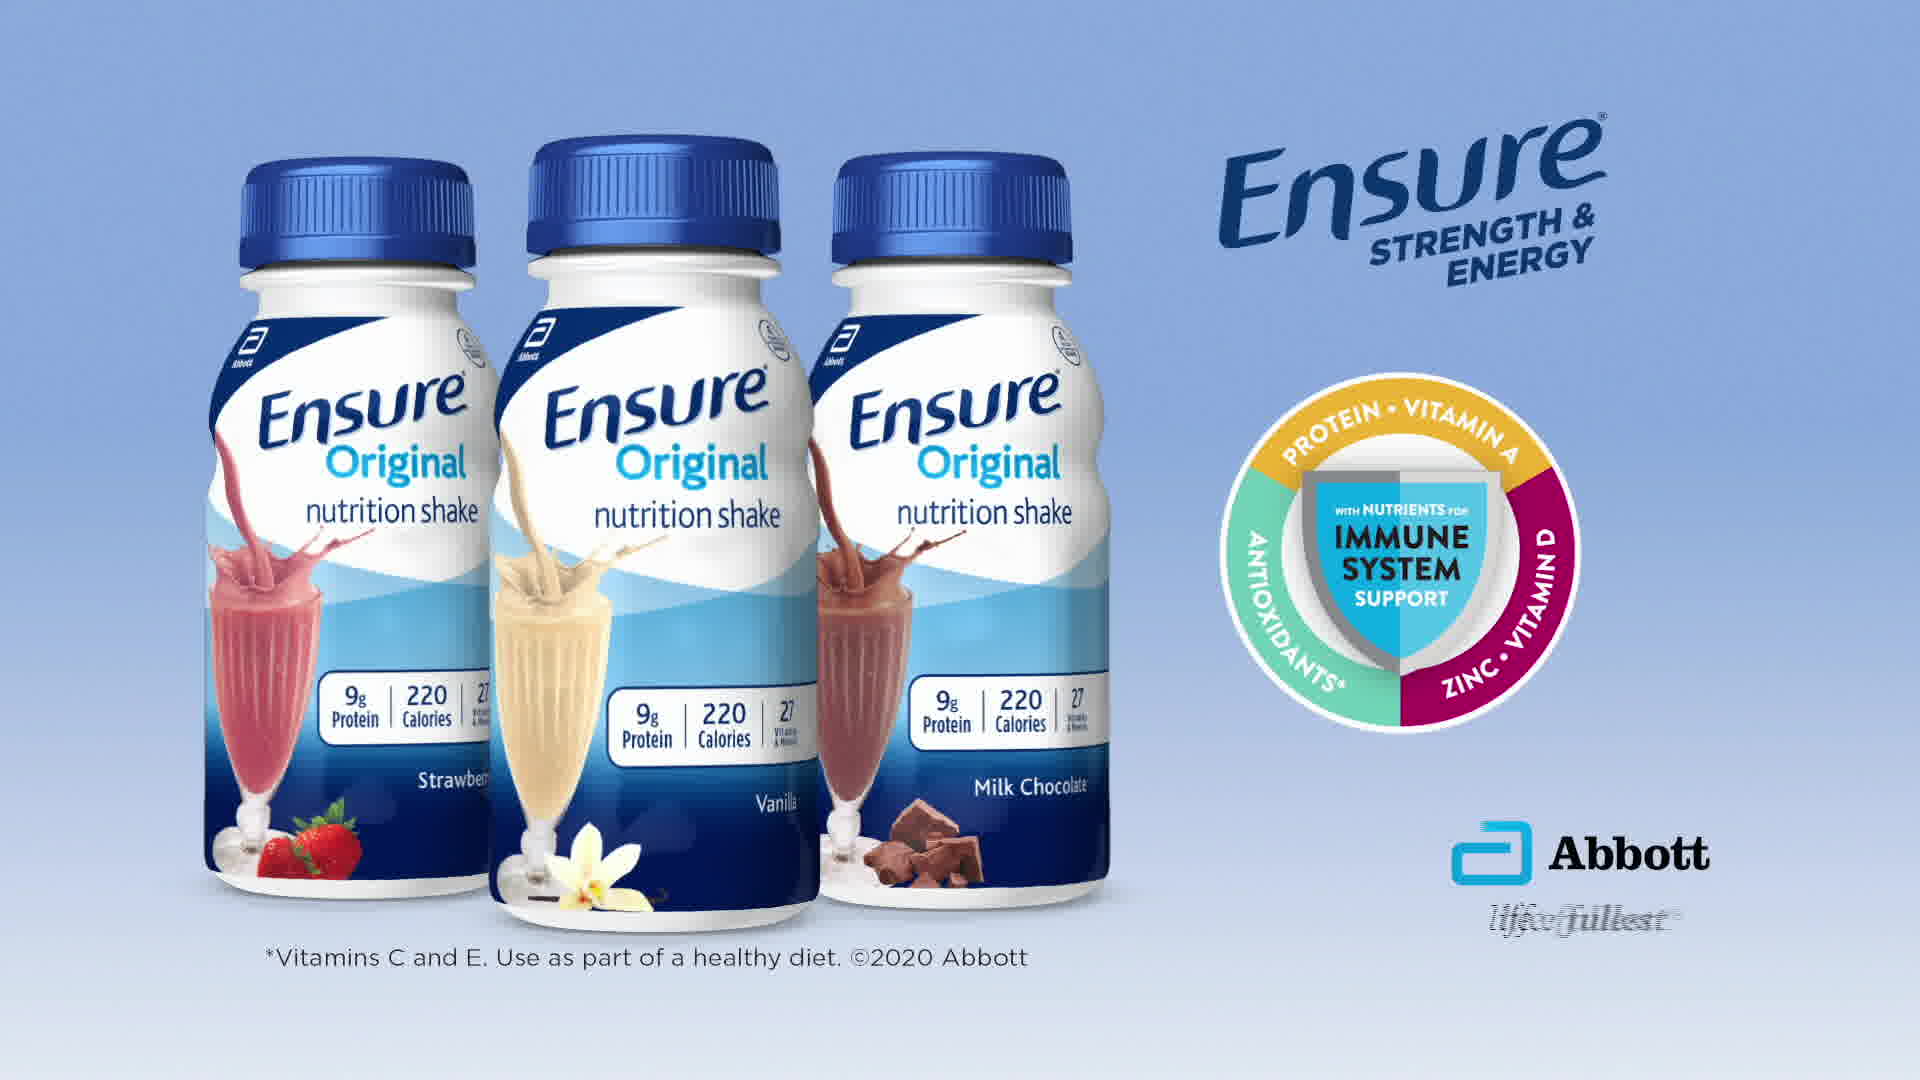 Abbott
Ensure
Original
nutrition shake
9g Protein
220 Calories
27
Abbott
Ensure
Original
nutrition shake
9g Protein
220 Calories
27
Vanilla
Abbott
Ensure
Original
nutrition shake
9g Protein
220 Calories
27
Milk Chocolate
Ensure®
STRENGTH &
ENERGY
PROTEIN • VITAMIN A
ZINC • VITAMIN D
ANTIOXIDANTS*
WITH NUTRIENTS FOR
IMMUNE
SYSTEM
SUPPORT
Abbott
*Vitamins C and E. Use as part of a healthy diet. ©2020 Abbott